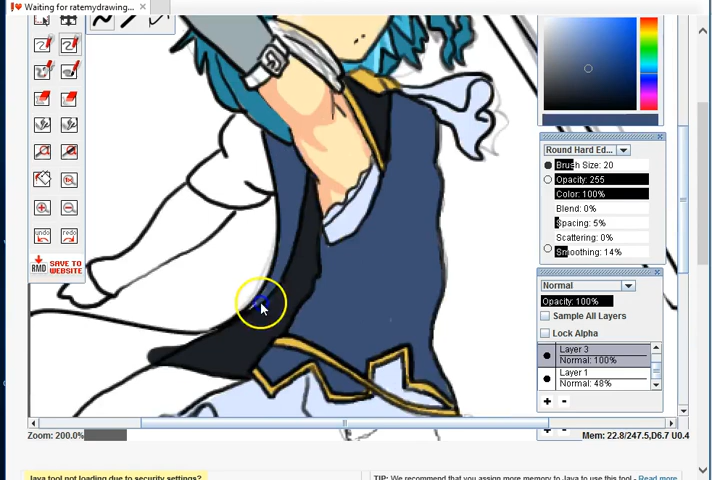 Waiting for ratemydrawing...
undo
redo
RMD SAVE TO WEBSITE
Round Hard Ed...
Brush Size: 20
Opacity: 255
Color: 100%
Blend: 0%
Spacing: 5%
Scattering: 0%
Smoothing: 14%
Normal
Opacity: 100%
Sample All Layers
Lock Alpha
Layer 3
Normal: 100%
Layer 1
Normal: 48%
+ -
Zoom: 200.0%
Mem: 22.8/247.5,D6.7 U0.4
Java tool not loading due to security settings?
TIP: We recommend that you assign more memory to Java to use this tool - Read more